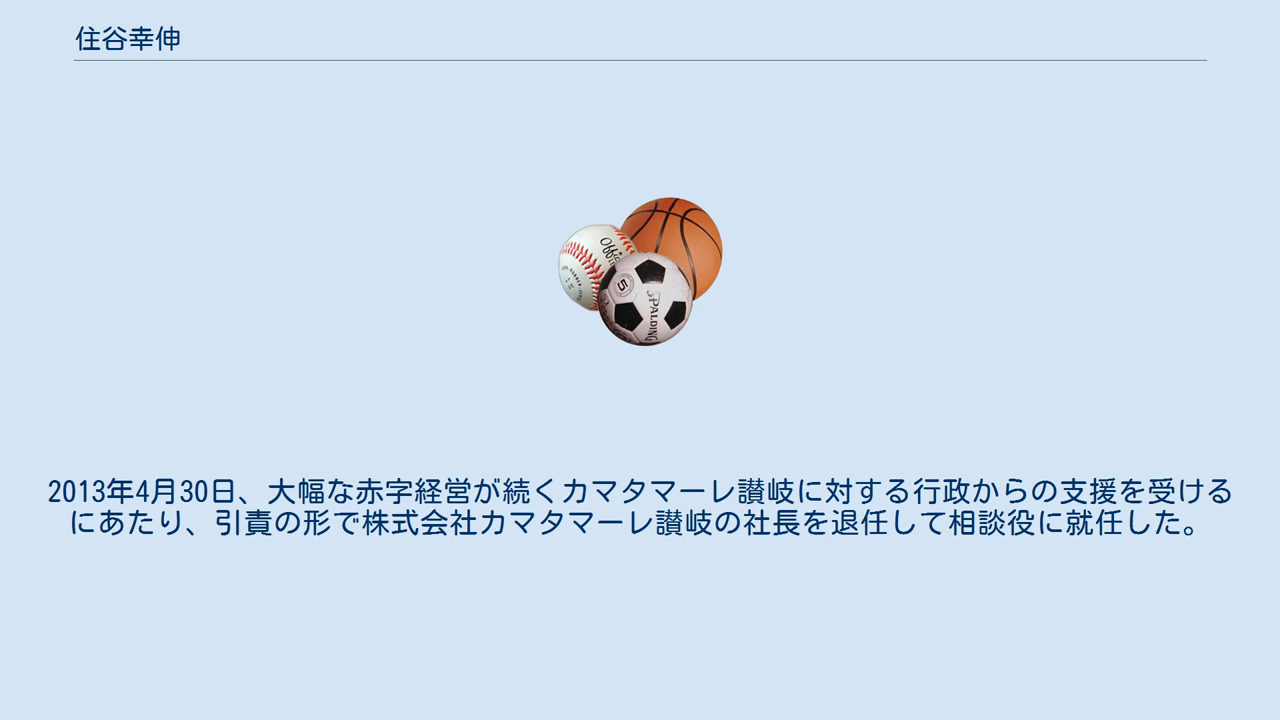 住谷幸伸
Offic
5
SPALDING
2013年4月30日、大幅な赤字経営が続くカマタマーレ讃岐に対する行政からの支援を受ける
にあたり、引責の形で株式会社カマタマーレ讃岐の社長を退任して相談役に就任した。